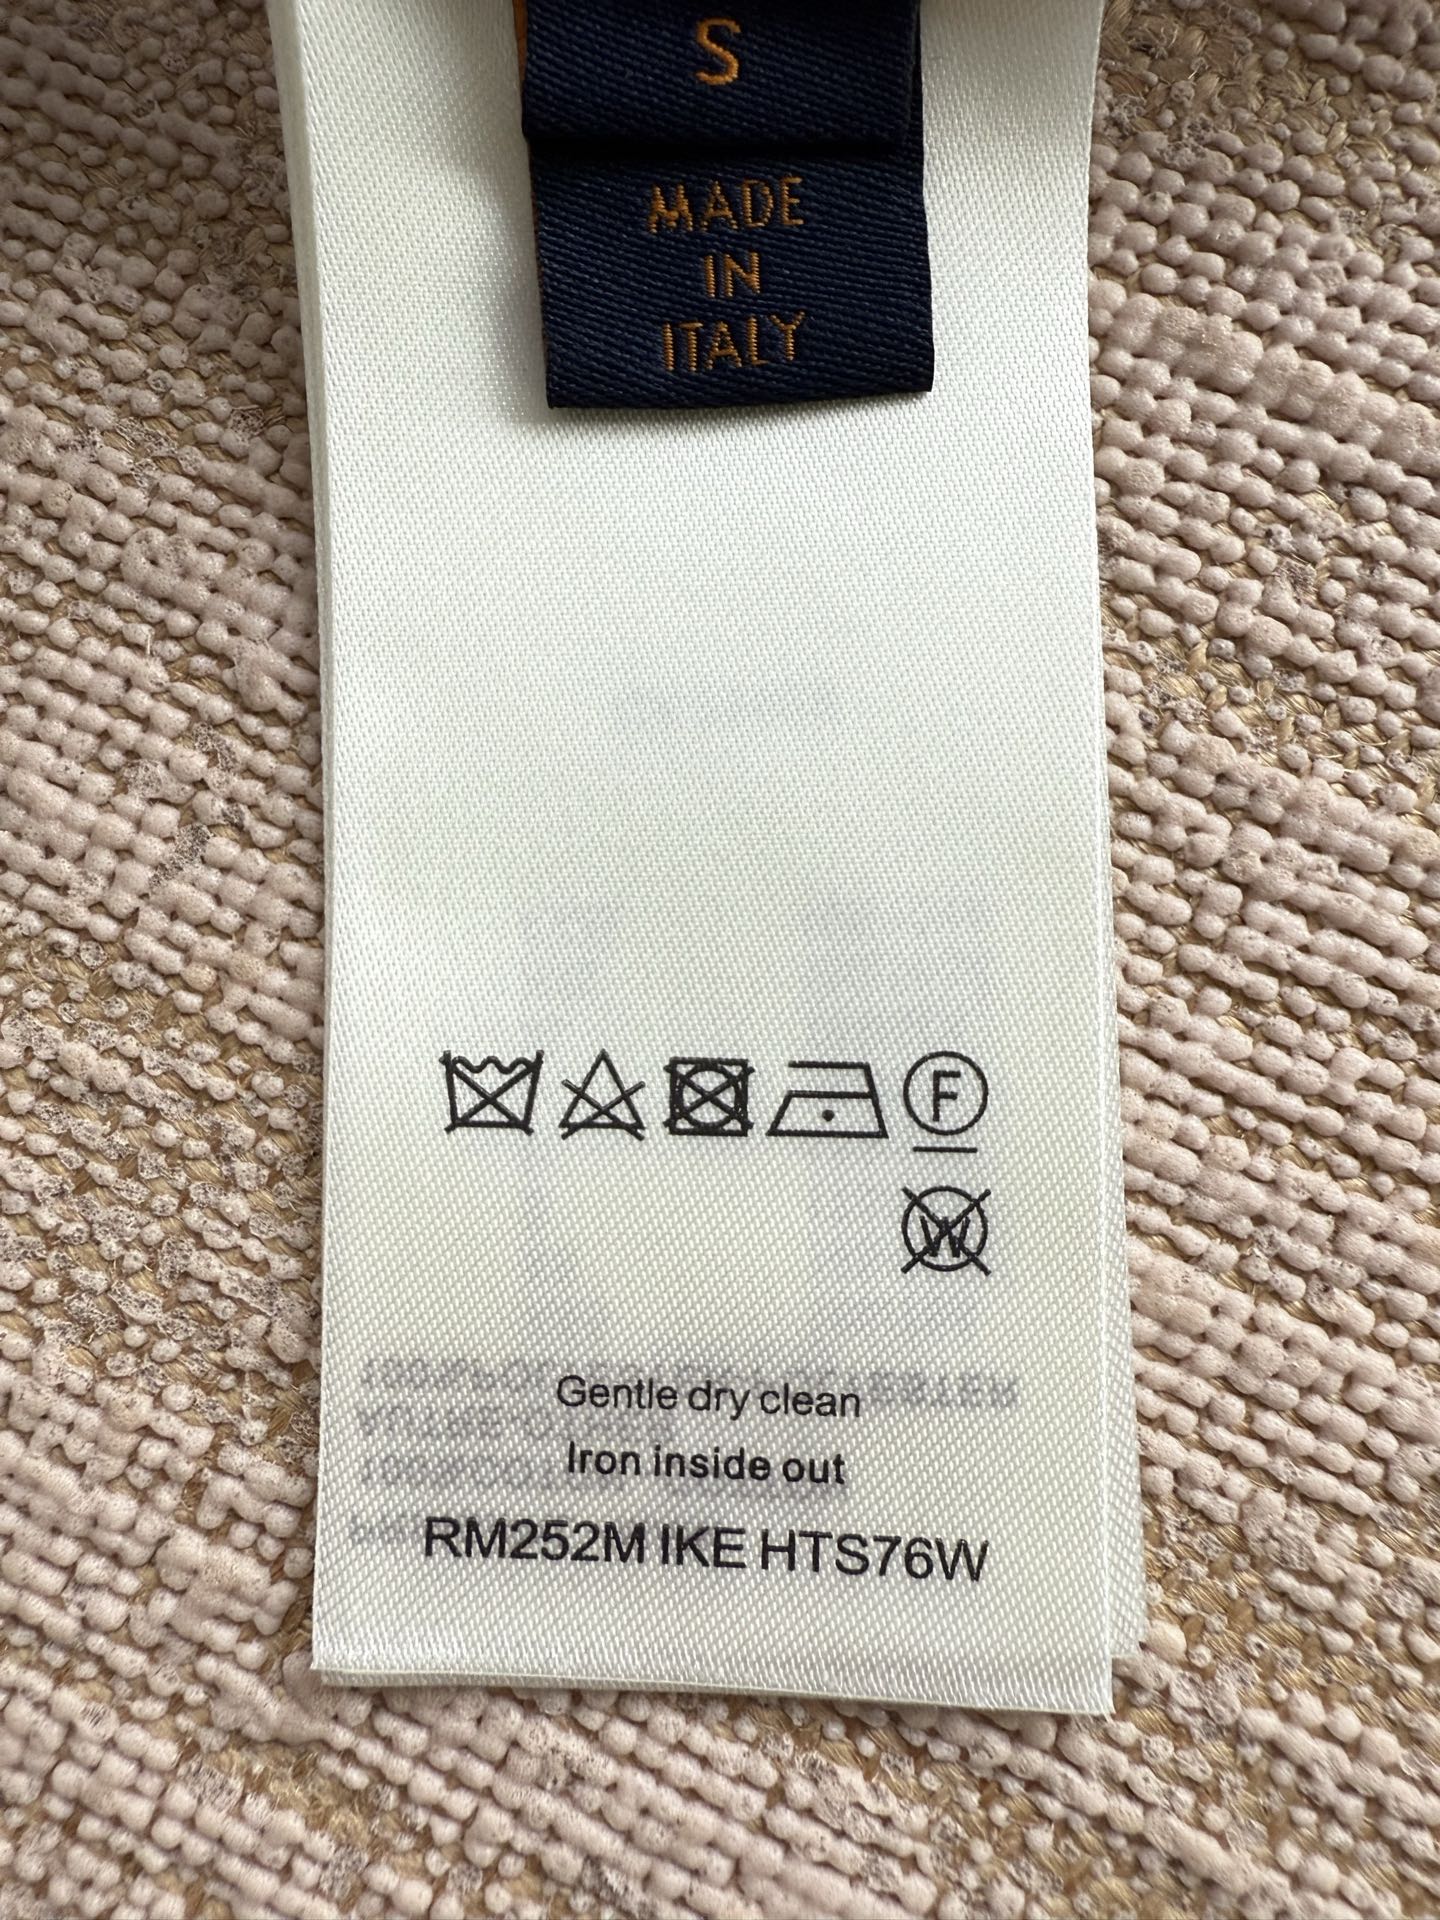 S
MADE
IN
ITALY
F
W
Gentle dry clean
Iron inside out
RM252M IKE HTS76W